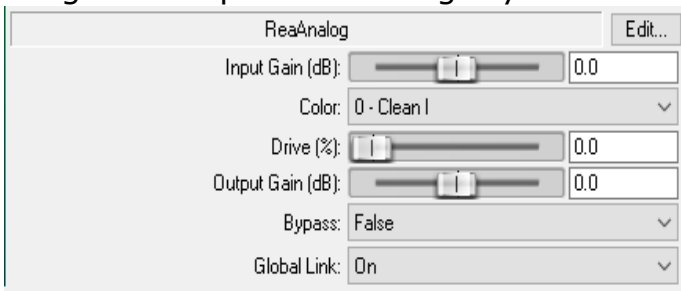 ReaAnalog Edit...
Input Gain (dB): 0.0
Color: 0 - Clean I
Drive (%): 0.0
Output Gain (dB): 0.0
Bypass: False
Global Link: On